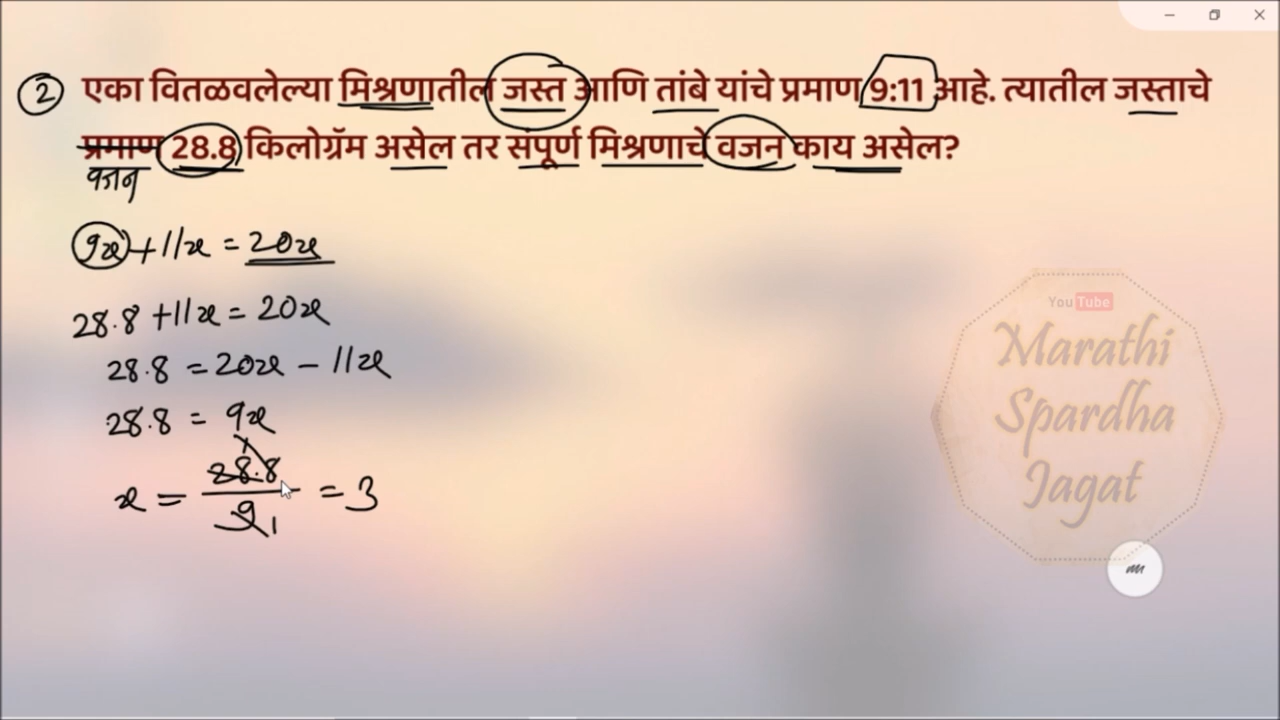 2 एका वितळवलेल्या मिश्रणातील जस्त आणि तांबे यांचे प्रमाण 9:11 आहे. त्यातील जस्ताचे
प्रमाण 28.8 किलोग्रॅम असेल तर संपूर्ण मिश्रणाचे वजन काय असेल?
वजन
9x + 11x = 20x
28.8 + 11x = 20x
28.8 = 20x - 11x
28.8 = 9x
x = 28.8 / 9 = 3
1
1
YouTube
Marathi
Spardha
Jagat